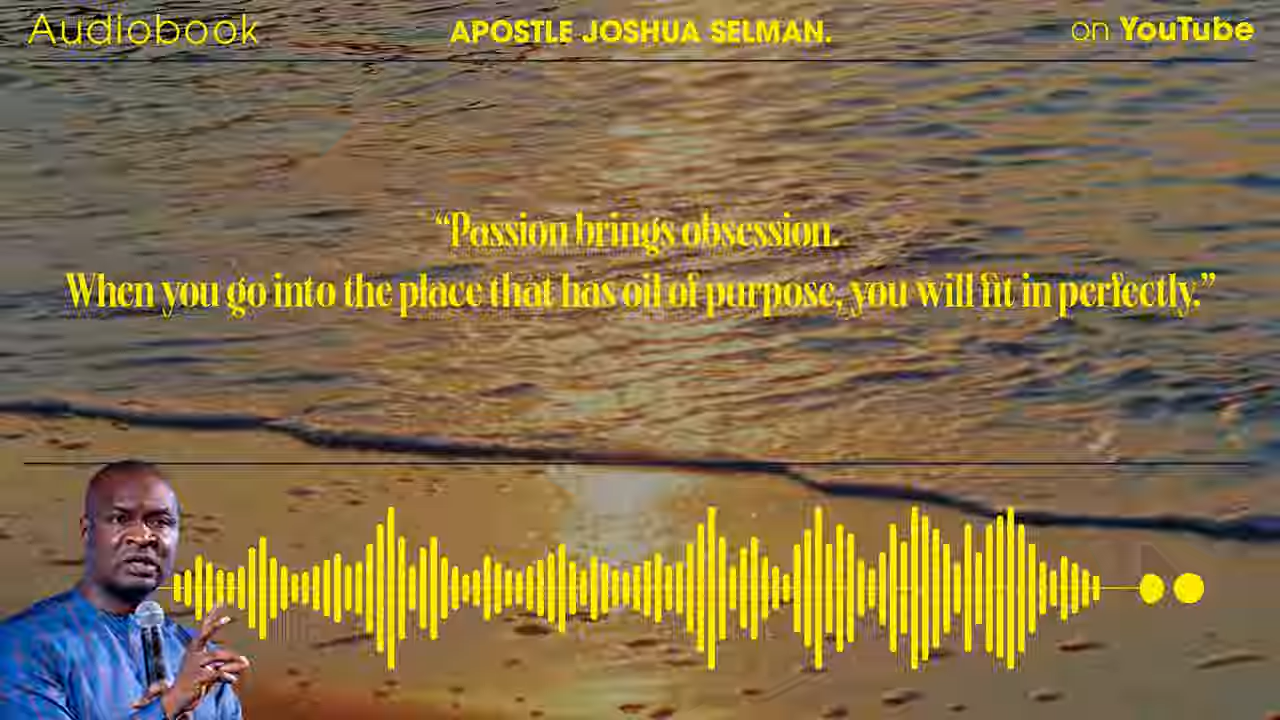 Audiobook
APOSTLE JOSHUA SELMAN.
on YouTube
“Passion brings obsession.
When you go into the place that has oil of purpose, you will fit in perfectly.”